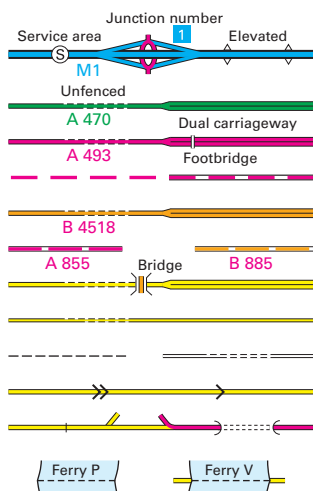 Junction number
Service area
1
Elevated
S
M1
Unfenced
A 470
Dual carriageway
A 493
Footbridge
B 4518
A 855
Bridge
B 885
Ferry P
Ferry V